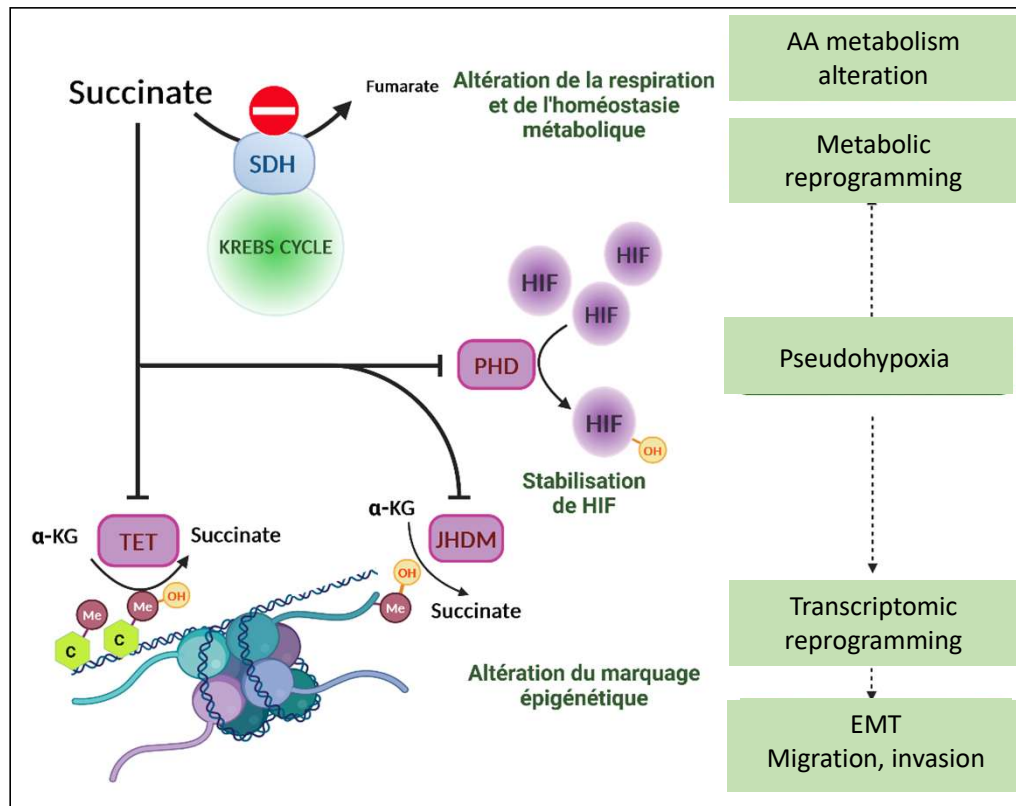 Succinate
Fumarate
SDH
KREBS CYCLE
Altération de la respiration
et de l'homéostasie
métabolique
HIF
HIF
HIF
PHD
HIF
OH
Stabilisation
de HIF
α-KG
TET
Succinate
Me
Me
OH
C
C
α-KG
JHDM
OH
Me
Succinate
Altération du marquage
épigénétique
AA metabolism
alteration
Metabolic
reprogramming
Pseudohypoxia
Transcriptomic
reprogramming
EMT
Migration, invasion